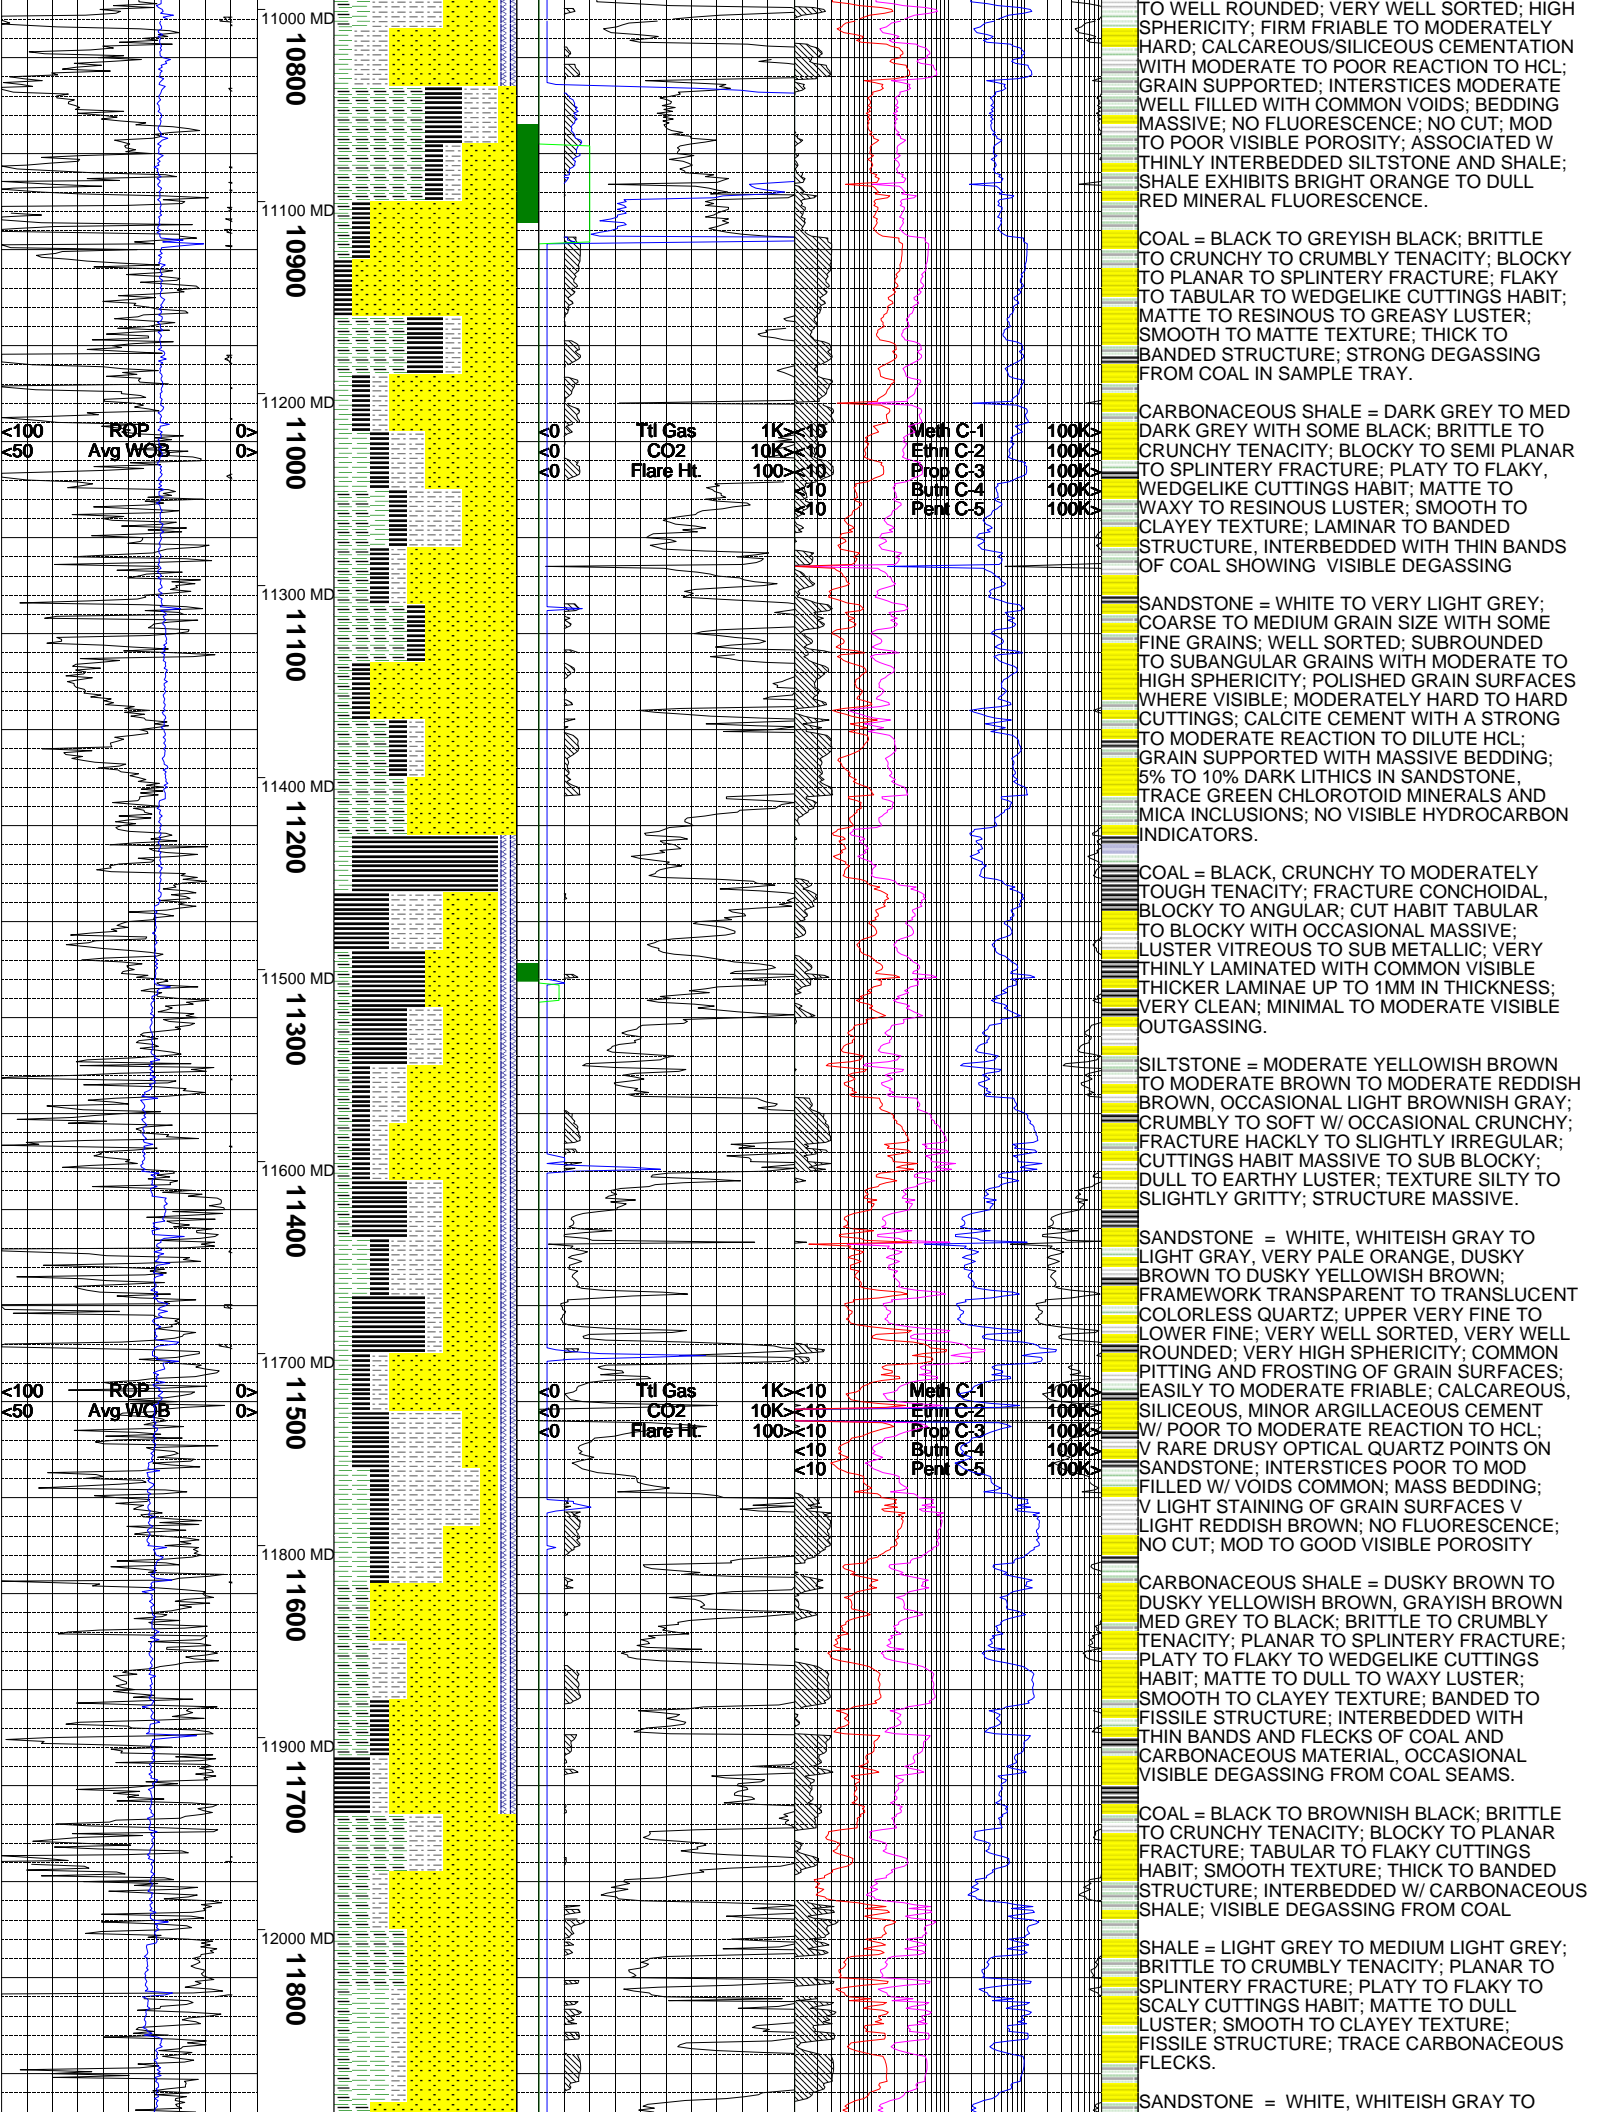 11000 MD
10800
11100 MD
10900
11200 MD
<100 ROP 0>
<50 Avg WOB 0>
11000
<0 Ttl Gas 1K>
<0 CO2 10K>
<0 Flare Ht. 100>
<10 Meth C-1 100K>
<10 Ethn C-2 100K>
<10 Prop C-3 100K>
<10 Butn C-4 100K>
<10 Pent C-5 100K>
11300 MD
11100
11400 MD
11200
11500 MD
11300
11600 MD
11400
11700 MD
<100 ROP 0>
<50 Avg WOB 0>
11500
<0 Ttl Gas 1K>
<0 CO2 10K>
<0 Flare Ht. 100>
<10 Meth C-1 100K>
<10 Ethn C-2 100K>
<10 Prop C-3 100K>
<10 Butn C-4 100K>
<10 Pent C-5 100K>
11800 MD
11600
11900 MD
11700
12000 MD
11800
TO WELL ROUNDED; VERY WELL SORTED; HIGH
SPHERICITY; FIRM FRIABLE TO MODERATELY
HARD; CALCAREOUS/SILICEOUS CEMENTATION
WITH MODERATE TO POOR REACTION TO HCL;
GRAIN SUPPORTED; INTERSTICES MODERATE
WELL FILLED WITH COMMON VOIDS; BEDDING
MASSIVE; NO FLUORESCENCE; NO CUT; MOD
TO POOR VISIBLE POROSITY; ASSOCIATED W
THINLY INTERBEDDED SILTSTONE AND SHALE;
SHALE EXHIBITS BRIGHT ORANGE TO DULL
RED MINERAL FLUORESCENCE.
COAL = BLACK TO GREYISH BLACK; BRITTLE
TO CRUNCHY TO CRUMBLY TENACITY; BLOCKY
TO PLANAR TO SPLINTERY FRACTURE; FLAKY
TO TABULAR TO WEDGELIKE CUTTINGS HABIT;
MATTE TO RESINOUS TO GREASY LUSTER;
SMOOTH TO MATTE TEXTURE; THICK TO
BANDED STRUCTURE; STRONG DEGASSING
FROM COAL IN SAMPLE TRAY.
CARBONACEOUS SHALE = DARK GREY TO MED
DARK GREY WITH SOME BLACK; BRITTLE TO
CRUNCHY TENACITY; BLOCKY TO SEMI PLANAR
TO SPLINTERY FRACTURE; PLATY TO FLAKY,
WEDGELIKE CUTTINGS HABIT; MATTE TO
WAXY TO RESINOUS LUSTER; SMOOTH TO
CLAYEY TEXTURE; LAMINAR TO BANDED
STRUCTURE, INTERBEDDED WITH THIN BANDS
OF COAL SHOWING VISIBLE DEGASSING
SANDSTONE = WHITE TO VERY LIGHT GREY;
COARSE TO MEDIUM GRAIN SIZE WITH SOME
FINE GRAINS; WELL SORTED; SUBROUNDED
TO SUBANGULAR GRAINS WITH MODERATE TO
HIGH SPHERICITY; POLISHED GRAIN SURFACES
WHERE VISIBLE; MODERATELY HARD TO HARD
CUTTINGS; CALCITE CEMENT WITH A STRONG
TO MODERATE REACTION TO DILUTE HCL;
GRAIN SUPPORTED WITH MASSIVE BEDDING;
5% TO 10% DARK LITHICS IN SANDSTONE,
TRACE GREEN CHLOROTOID MINERALS AND
MICA INCLUSIONS; NO VISIBLE HYDROCARBON
INDICATORS.
COAL = BLACK, CRUNCHY TO MODERATELY
TOUGH TENACITY; FRACTURE CONCHOIDAL,
BLOCKY TO ANGULAR; CUT HABIT TABULAR
TO BLOCKY WITH OCCASIONAL MASSIVE;
LUSTER VITREOUS TO SUB METALLIC; VERY
THINLY LAMINATED WITH COMMON VISIBLE
THICKER LAMINAE UP TO 1MM IN THICKNESS;
VERY CLEAN; MINIMAL TO MODERATE VISIBLE
OUTGASSING.
SILTSTONE = MODERATE YELLOWISH BROWN
TO MODERATE BROWN TO MODERATE REDDISH
BROWN, OCCASIONAL LIGHT BROWNISH GRAY;
CRUMBLY TO SOFT W/ OCCASIONAL CRUNCHY;
FRACTURE HACKLY TO SLIGHTLY IRREGULAR;
CUTTINGS HABIT MASSIVE TO SUB BLOCKY;
DULL TO EARTHY LUSTER; TEXTURE SILTY TO
SLIGHTLY GRITTY; STRUCTURE MASSIVE.
SANDSTONE = WHITE, WHITEISH GRAY TO
LIGHT GRAY, VERY PALE ORANGE, DUSKY
BROWN TO DUSKY YELLOWISH BROWN;
FRAMEWORK TRANSPARENT TO TRANSLUCENT
COLORLESS QUARTZ; UPPER VERY FINE TO
LOWER FINE; VERY WELL SORTED, VERY WELL
ROUNDED; VERY HIGH SPHERICITY; COMMON
PITTING AND FROSTING OF GRAIN SURFACES;
EASILY TO MODERATE FRIABLE; CALCAREOUS,
SILICEOUS, MINOR ARGILLACEOUS CEMENT
W/ POOR TO MODERATE REACTION TO HCL;
V RARE DRUSY OPTICAL QUARTZ POINTS ON
SANDSTONE; INTERSTICES POOR TO MOD
FILLED W/ VOIDS COMMON; MASS BEDDING;
V LIGHT STAINING OF GRAIN SURFACES V
LIGHT REDDISH BROWN; NO FLUORESCENCE;
NO CUT; MOD TO GOOD VISIBLE POROSITY
CARBONACEOUS SHALE = DUSKY BROWN TO
DUSKY YELLOWISH BROWN, GRAYISH BROWN
MED GREY TO BLACK; BRITTLE TO CRUMBLY
TENACITY; PLANAR TO SPLINTERY FRACTURE;
PLATY TO FLAKY TO WEDGELIKE CUTTINGS
HABIT; MATTE TO DULL TO WAXY LUSTER;
SMOOTH TO CLAYEY TEXTURE; BANDED TO
FISSILE STRUCTURE; INTERBEDDED WITH
THIN BANDS AND FLECKS OF COAL AND
CARBONACEOUS MATERIAL, OCCASIONAL
VISIBLE DEGASSING FROM COAL SEAMS.
COAL = BLACK TO BROWNISH BLACK; BRITTLE
TO CRUNCHY TENACITY; BLOCKY TO PLANAR
FRACTURE; TABULAR TO FLAKY CUTTINGS
HABIT; SMOOTH TEXTURE; THICK TO BANDED
STRUCTURE; INTERBEDDED W/ CARBONACEOUS
SHALE; VISIBLE DEGASSING FROM COAL
SHALE = LIGHT GREY TO MEDIUM LIGHT GREY;
BRITTLE TO CRUMBLY TENACITY; PLANAR TO
SPLINTERY FRACTURE; PLATY TO FLAKY TO
SCALY CUTTINGS HABIT; MATTE TO DULL
LUSTER; SMOOTH TO CLAYEY TEXTURE;
FISSILE STRUCTURE; TRACE CARBONACEOUS
FLECKS.
SANDSTONE = WHITE, WHITEISH GRAY TO